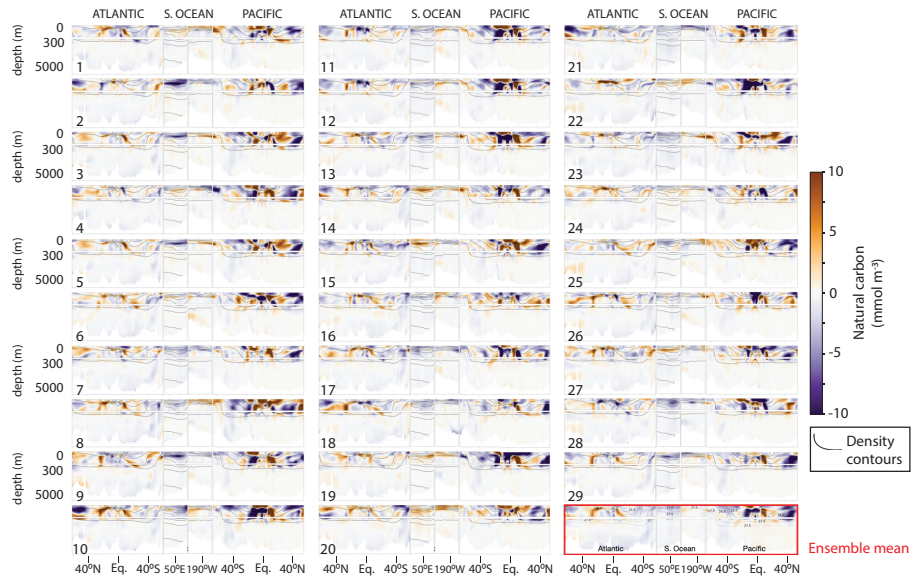 ATLANTIC S. OCEAN PACIFIC ATLANTIC S. OCEAN PACIFIC ATLANTIC S. OCEAN PACIFIC
depth (m) 0 300 5000 1 11 21
2 12 22
depth (m) 0 300 5000 3 13 23
4 14 24
depth (m) 0 300 5000 5 15 25
6 16 26
depth (m) 0 300 5000 7 17 27
8 18 28
depth (m) 0 300 5000 9 19 29
10 20 Atlantic S. Ocean Pacific Ensemble mean
40°N Eq. 40°S 50°E 190°W 40°S Eq. 40°N 40°N Eq. 40°S 50°E 190°W 40°S Eq. 40°N 40°N Eq. 40°S 50°E 190°W 40°S Eq. 40°N
10
5
0
-5
-10
Natural carbon
(mmol m⁻³)
Density
contours